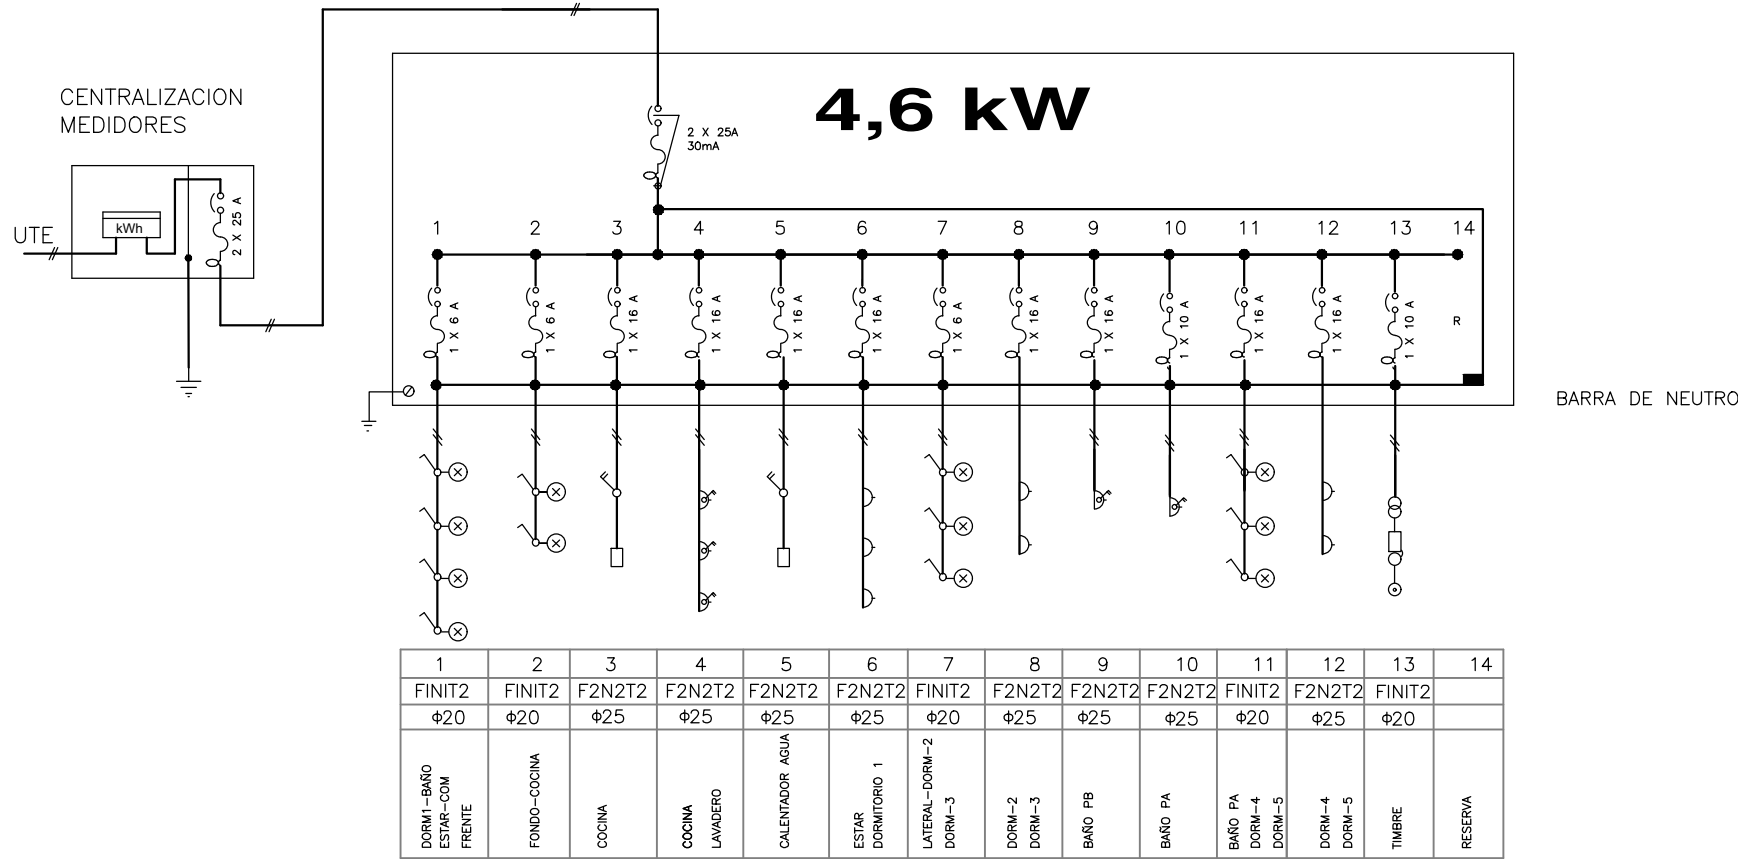 CENTRALIZACION
MEDIDORES
4,6 kW
2 X 25A
30mA
UTE
kWh
2 X 25 A
1 2 3 4 5 6 7 8 9 10 11 12 13 14
1 X 6 A
1 X 6 A
1 X 16 A
1 X 16 A
1 X 16 A
1 X 16 A
1 X 6 A
1 X 16 A
1 X 16 A
1 X 10 A
1 X 16 A
1 X 16 A
1 X 10 A
R
BARRA DE NEUTRO
1 2 3 4 5 6 7 8 9 10 11 12 13 14
FINIT2 FINIT2 F2N2T2 F2N2T2 F2N2T2 F2N2T2 FINIT2 F2N2T2 F2N2T2 F2N2T2 FINIT2 F2N2T2 FINIT2
Φ20 Φ20 Φ25 Φ25 Φ25 Φ25 Φ20 Φ25 Φ25 Φ25 Φ20 Φ25 Φ20
DORM1-BAÑO
ESTAR-COM
FRENTE
FONDO-COCINA
COCINA
COCINA
LAVADERO
CALENTADOR AGUA
ESTAR
DORMITORIO 1
LATERAL-DORM-2
DORM-3
DORM-2
DORM-3
BAÑO PB
BAÑO PA
BAÑO PA
DORM-4
DORM-5
DORM-4
DORM-5
TIMBRE
RESERVA